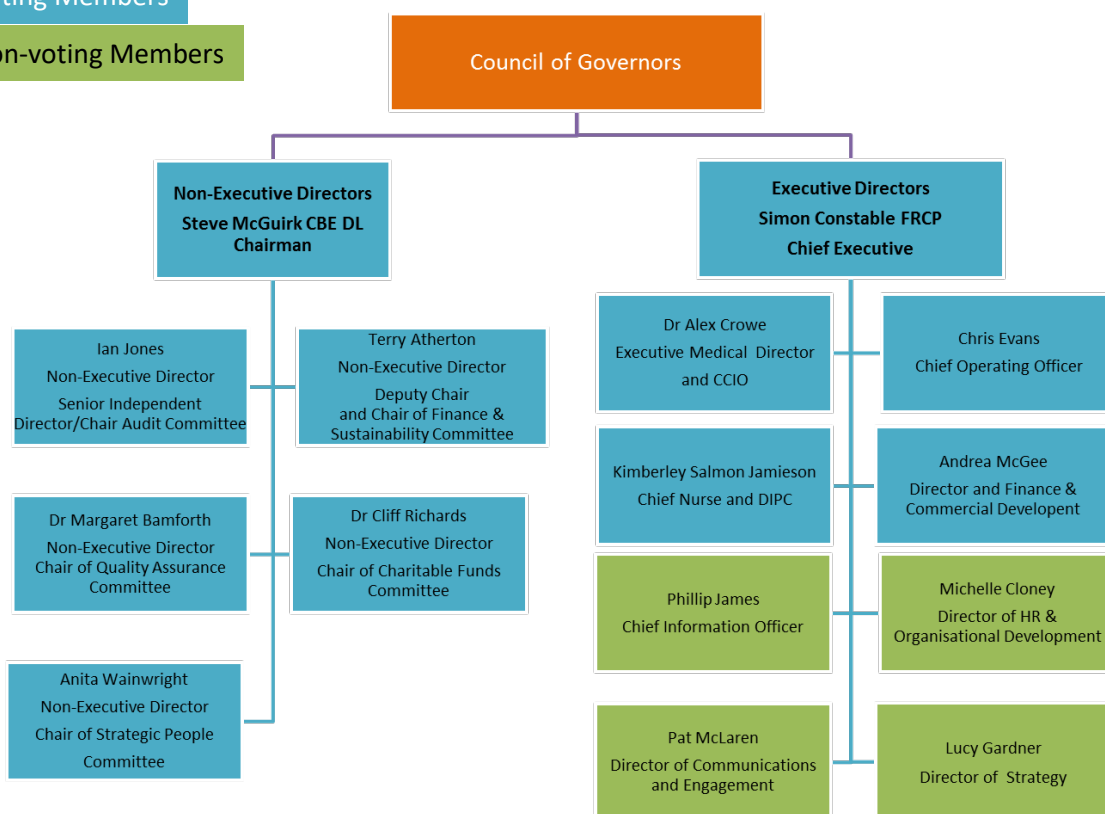 ting Members
on-voting Members
Council of Governors
Non-Executive Directors
Steve McGuirk CBE DL
Chairman
Executive Directors
Simon Constable FRCP
Chief Executive
Ian Jones
Non-Executive Director
Senior Independent
Director/Chair Audit Committee
Terry Atherton
Non-Executive Director
Deputy Chair
and Chair of Finance &
Sustainability Committee
Dr Alex Crowe
Executive Medical Director
and CCIO
Chris Evans
Chief Operating Officer
Kimberley Salmon Jamieson
Chief Nurse and DIPC
Andrea McGee
Director and Finance &
Commercial Developent
Dr Margaret Bamforth
Non-Executive Director
Chair of Quality Assurance
Committee
Dr Cliff Richards
Non-Executive Director
Chair of Charitable Funds
Committee
Phillip James
Chief Information Officer
Michelle Cloney
Director of HR &
Organisational Development
Anita Wainwright
Non-Executive Director
Chair of Strategic People
Committee
Pat McLaren
Director of Communications
and Engagement
Lucy Gardner
Director of Strategy